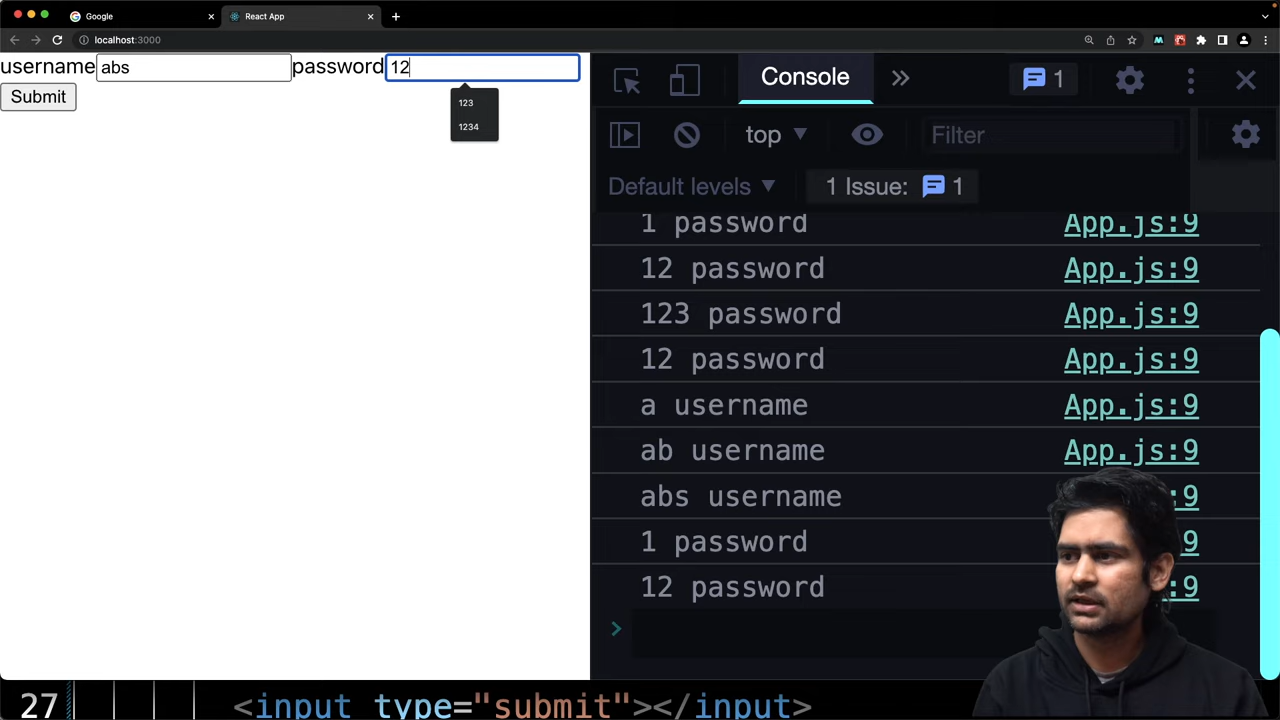 Google
React App
localhost:3000
username abs password 12
Submit
123
1234
Console
1
top
Filter
Default levels
1 Issue: 1
1 password App.js:9
12 password App.js:9
123 password App.js:9
12 password App.js:9
a username App.js:9
ab username App.js:9
abs username :9
1 password 9
12 password :9
27 <input type="submit"></input>